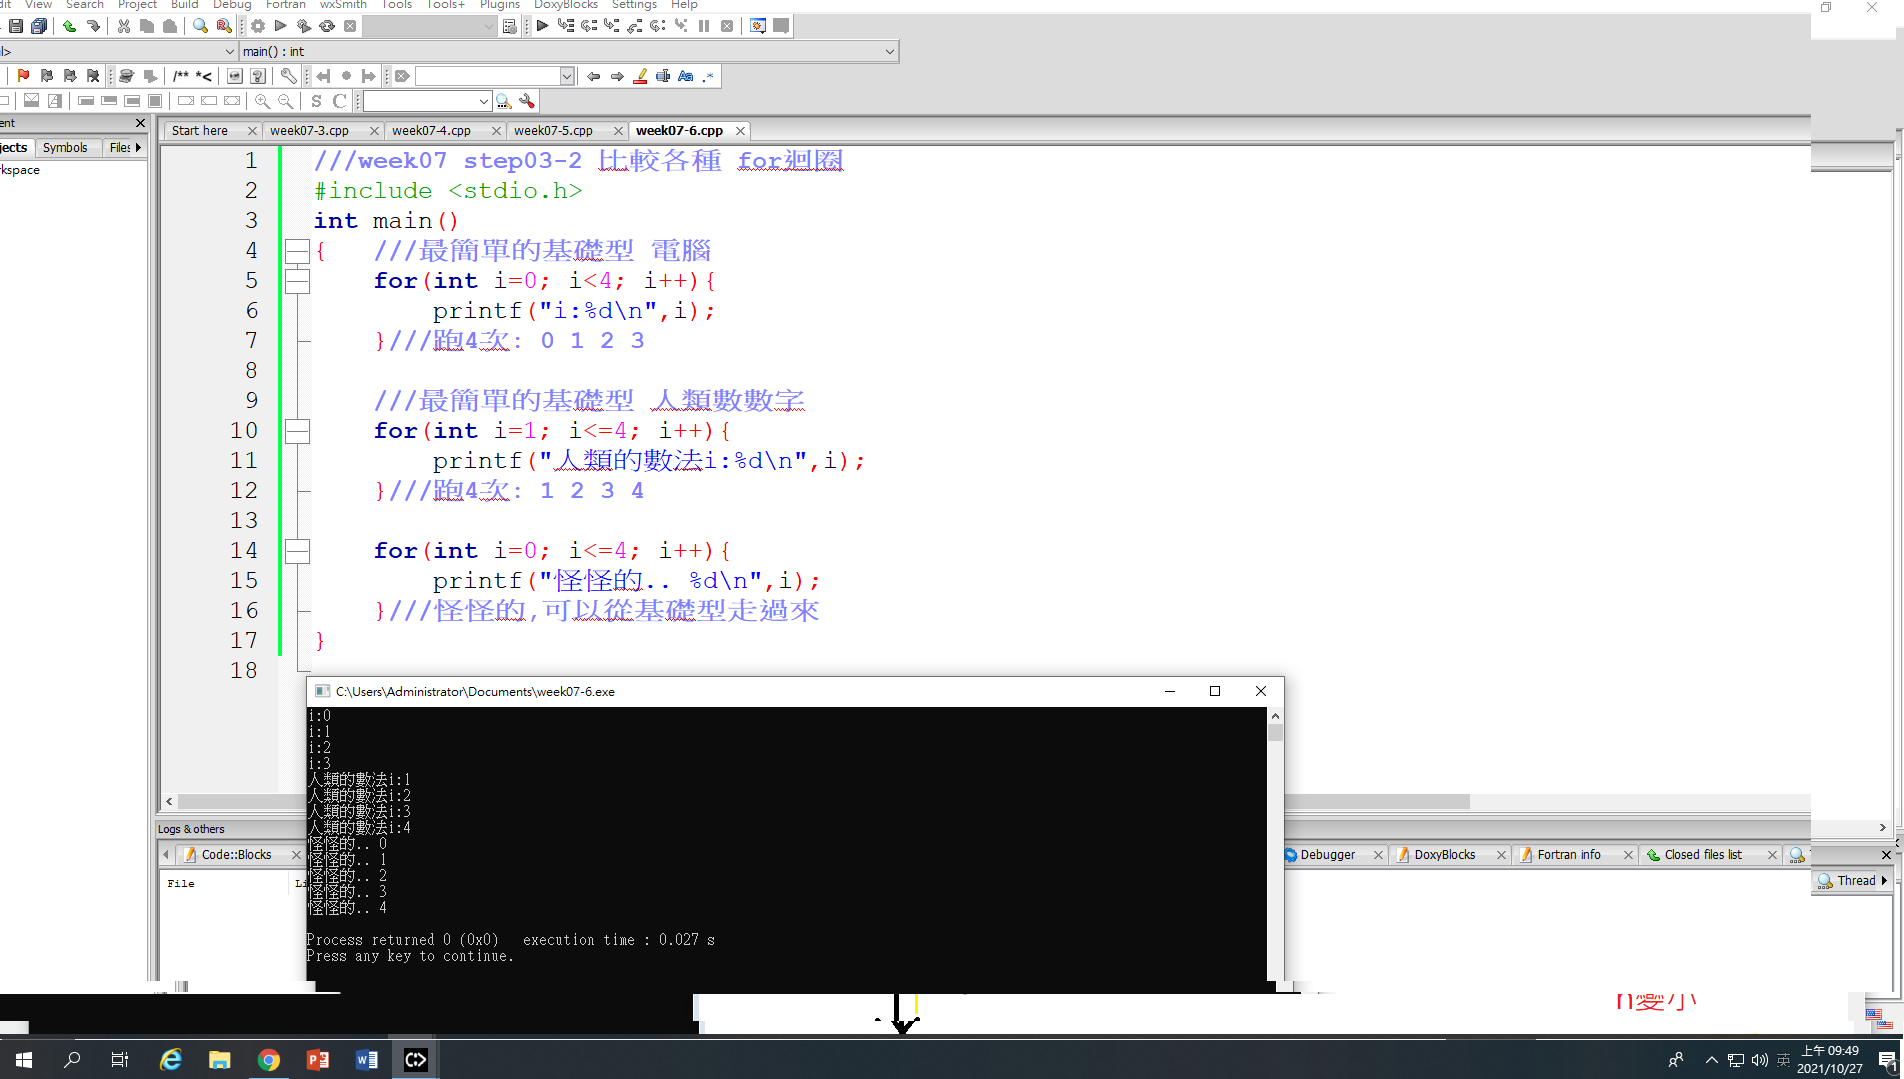 dit View Search Project Build Debug Fortran wxSmith Tools Tools+ Plugins DoxyBlocks Settings Help
l> main() : int
/** *<
S C
ent
Start here week07-3.cpp week07-4.cpp week07-5.cpp week07-6.cpp
jects Symbols Files
kspace
1 ///week07 step03-2 比較各種 for迴圈
2 #include <stdio.h>
3 int main()
4 { ///最簡單的基礎型 電腦
5 for(int i=0; i<4; i++){
6 printf("i:%d\n",i);
7 }///跑4次: 0 1 2 3
8
9 ///最簡單的基礎型 人類數數字
10 for(int i=1; i<=4; i++){
11 printf("人類的數法i:%d\n",i);
12 }///跑4次: 1 2 3 4
13
14 for(int i=0; i<=4; i++){
15 printf("怪怪的.. %d\n",i);
16 }///怪怪的,可以從基礎型走過來
17 }
18
C:\Users\Administrator\Documents\week07-6.exe
i:0
i:1
i:2
i:3
人類的數法i:1
人類的數法i:2
人類的數法i:3
人類的數法i:4
怪怪的.. 0
怪怪的.. 1
怪怪的.. 2
怪怪的.. 3
怪怪的.. 4
Process returned 0 (0x0) execution time : 0.027 s
Press any key to continue.
Logs & others
Code::Blocks Debugger DoxyBlocks Fortran info Closed files list
Thread
File Li
n變小
英 上午 09:49
2021/10/27